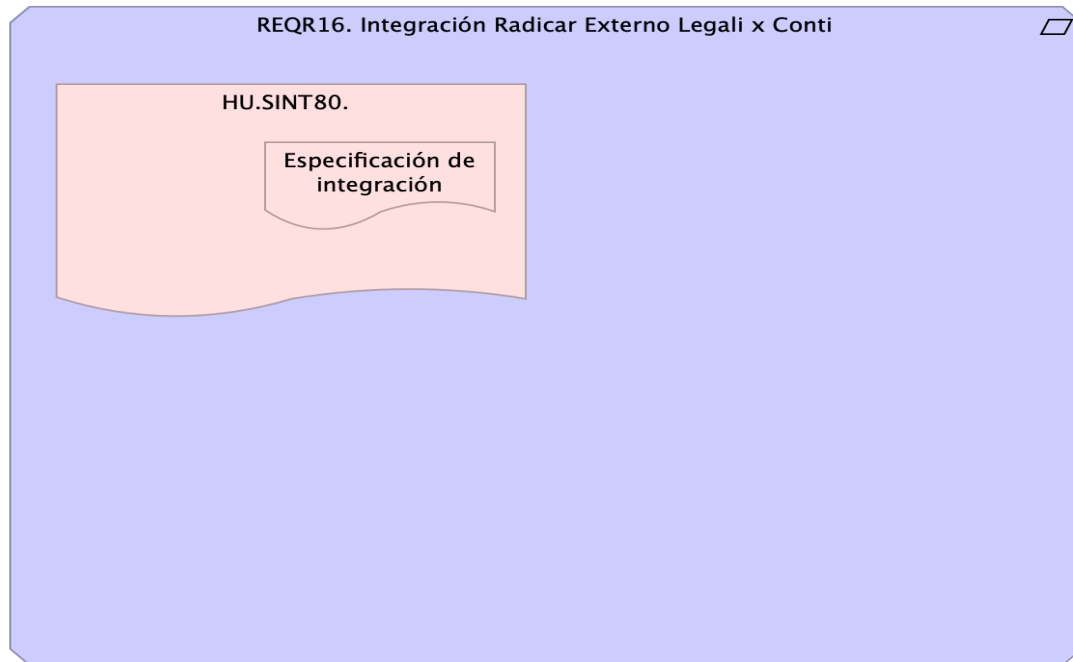 REQR16. Integración Radicar Externo Legali x Conti
HU.SINT80.
Especificación de
integración